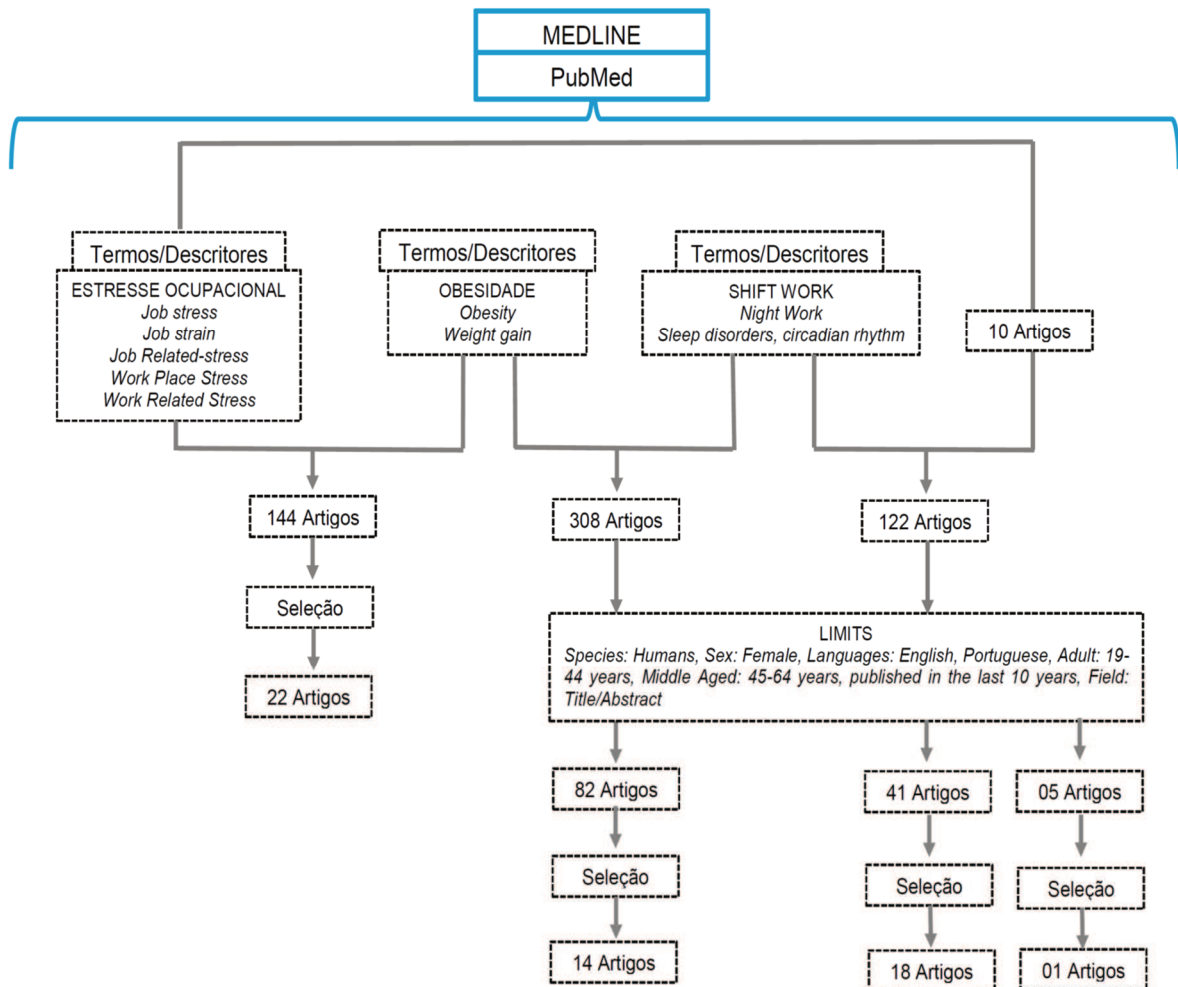 MEDLINE
PubMed
Termos/Descritores
ESTRESSE OCUPACIONAL
Job stress
Job strain
Job Related-stress
Work Place Stress
Work Related Stress
Termos/Descritores
OBESIDADE
Obesity
Weight gain
Termos/Descritores
SHIFT WORK
Night Work
Sleep disorders, circadian rhythm
10 Artigos
144 Artigos
308 Artigos
122 Artigos
Seleção
22 Artigos
LIMITS
Species: Humans, Sex: Female, Languages: English, Portuguese, Adult: 19-
44 years, Middle Aged: 45-64 years, published in the last 10 years, Field:
Title/Abstract
82 Artigos
41 Artigos
05 Artigos
Seleção
Seleção
Seleção
14 Artigos
18 Artigos
01 Artigos